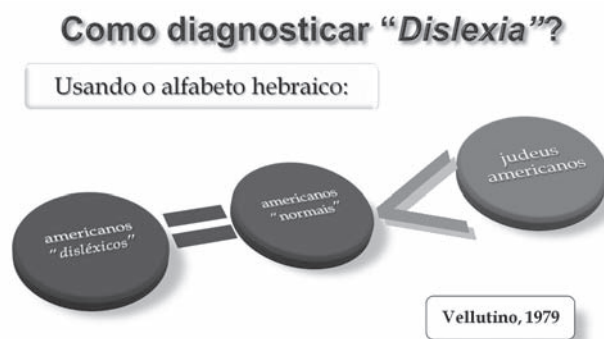 Como diagnosticar “Dislexia”?
Usando o alfabeto hebraico:
americanos
“disléxicos”
=
americanos
“normais”
<
judeus
americanos
Vellutino, 1979